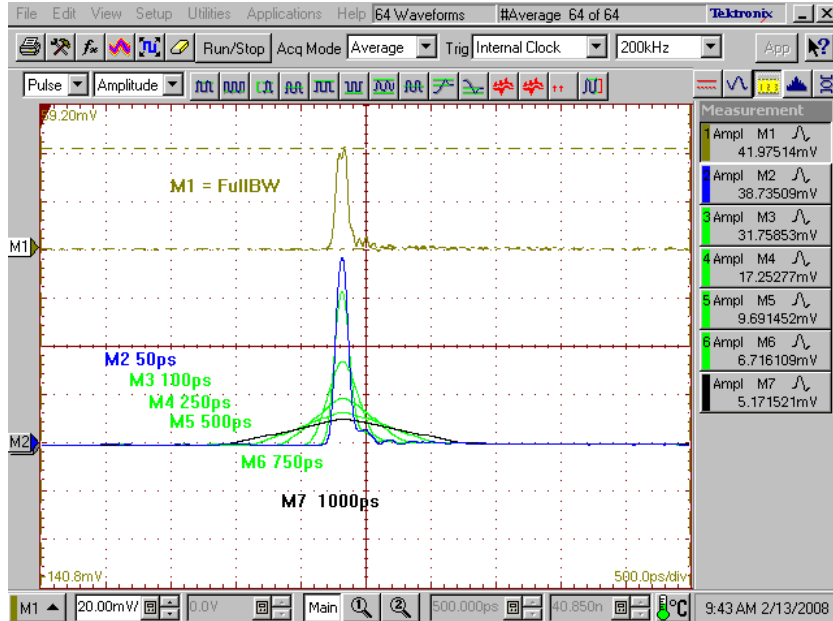 File Edit View Setup Utilities Applications Help 64 Waveforms #Average 64 of 64 Tektronix
Run/Stop Acq Mode Average Trig Internal Clock 200kHz App
Pulse Amplitude
Measurement
59.20mV
1 Ampl M1
41.97514mV
M1 = FullBW
2 Ampl M2
38.73509mV
3 Ampl M3
31.75853mV
M1
4 Ampl M4
17.25277mV
5 Ampl M5
9.691452mV
6 Ampl M6
6.716109mV
M2 50ps
M3 100ps
Ampl M7
5.171521mV
M4 250ps
M5 500ps
M2
M6 750ps
M7 1000ps
-140.8mV
500.0ps/div
M1 20.00mV/ 0.0V Main 1 2 500.000ps 40.850n °C 9:43 AM 2/13/2008